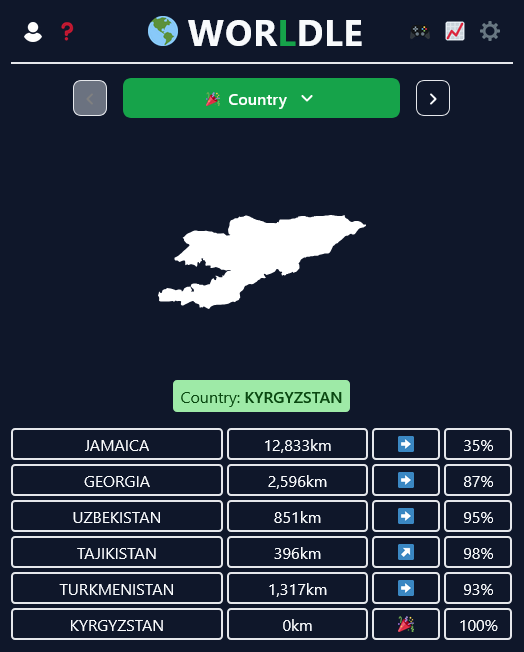 WORLDLE
Country
Country: KYRGYZSTAN
JAMAICA 12,833km 35%
GEORGIA 2,596km 87%
UZBEKISTAN 851km 95%
TAJIKISTAN 396km 98%
TURKMENISTAN 1,317km 93%
KYRGYZSTAN 0km 100%